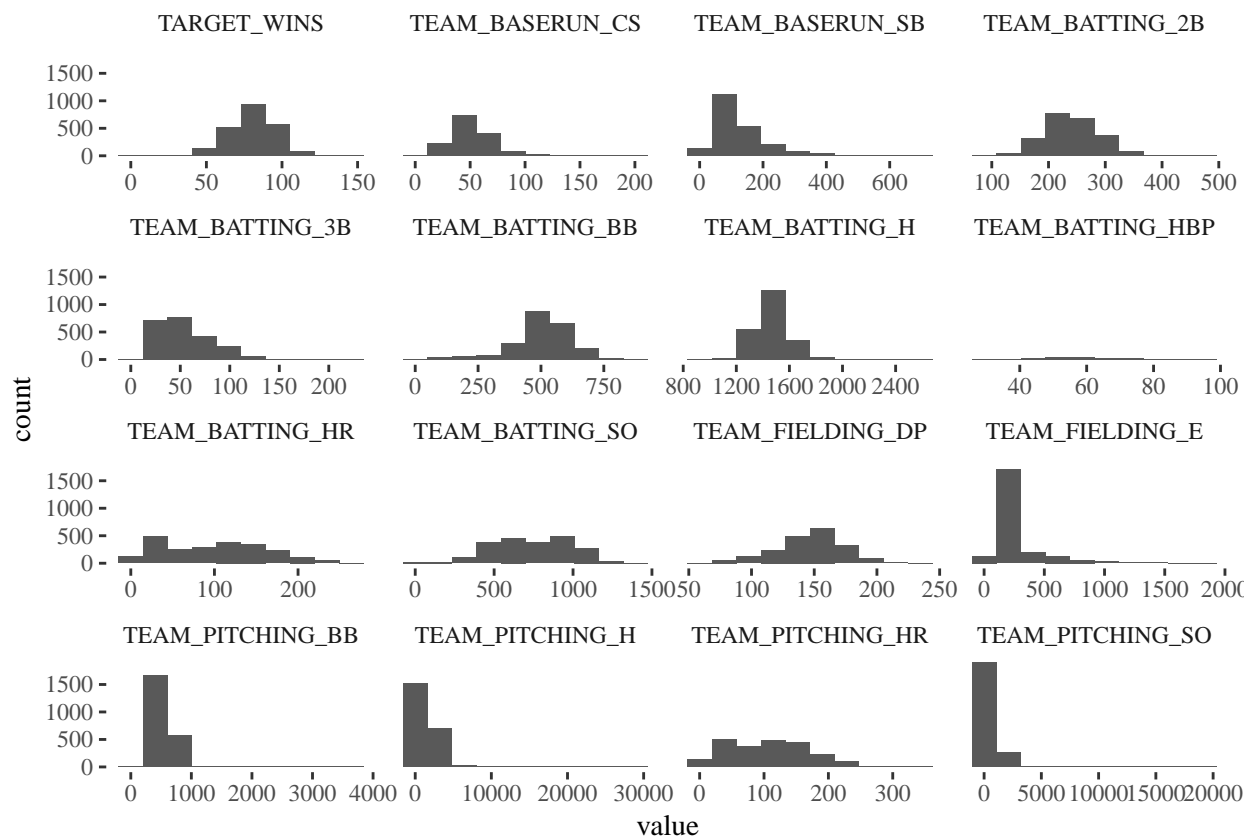 TARGET_WINS TEAM_BASERUN_CS TEAM_BASERUN_SB TEAM_BATTING_2B
1500
1000
500
0
0 50 100 150 0 50 100 150 200 0 200 400 600 100 200 300 400 500
TEAM_BATTING_3B TEAM_BATTING_BB TEAM_BATTING_H TEAM_BATTING_HBP
1500
1000
500
0
0 50 100 150 200 0 250 500 750 800 1200 1600 2000 2400 40 60 80 100
count
TEAM_BATTING_HR TEAM_BATTING_SO TEAM_FIELDING_DP TEAM_FIELDING_E
1500
1000
500
0
0 100 200 0 500 1000 1500 50 100 150 200 250 0 500 1000 1500 2000
TEAM_PITCHING_BB TEAM_PITCHING_H TEAM_PITCHING_HR TEAM_PITCHING_SO
1500
1000
500
0
0 1000 2000 3000 4000 0 10000 20000 30000 0 100 200 300 0 5000 10000 15000 20000
value